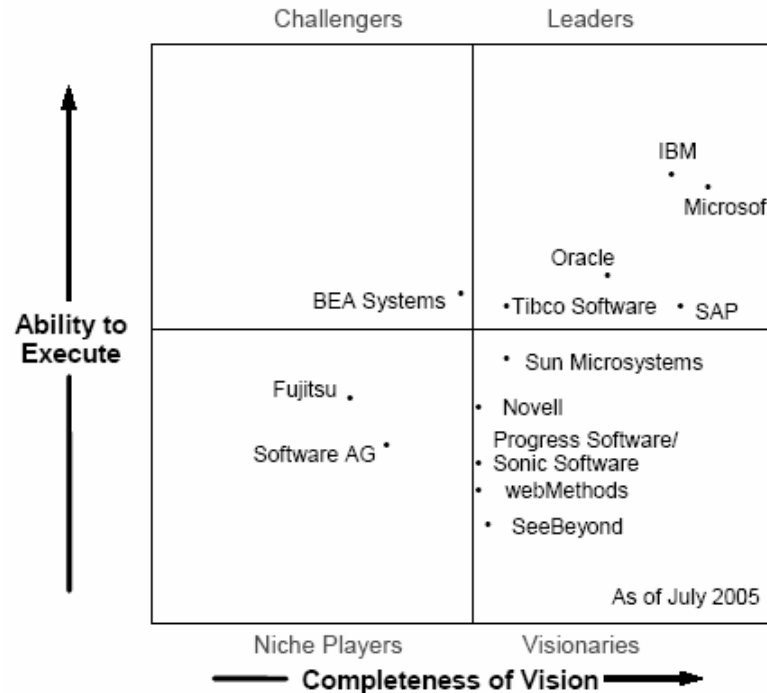 Challengers
Leaders
IBM
Microsof
Oracle
BEA Systems
Tibco Software
SAP
Ability to
Execute
Sun Microsystems
Fujitsu
Novell
Progress Software/
Software AG
Sonic Software
webMethods
SeeBeyond
As of July 2005
Niche Players
Visionaries
Completeness of Vision